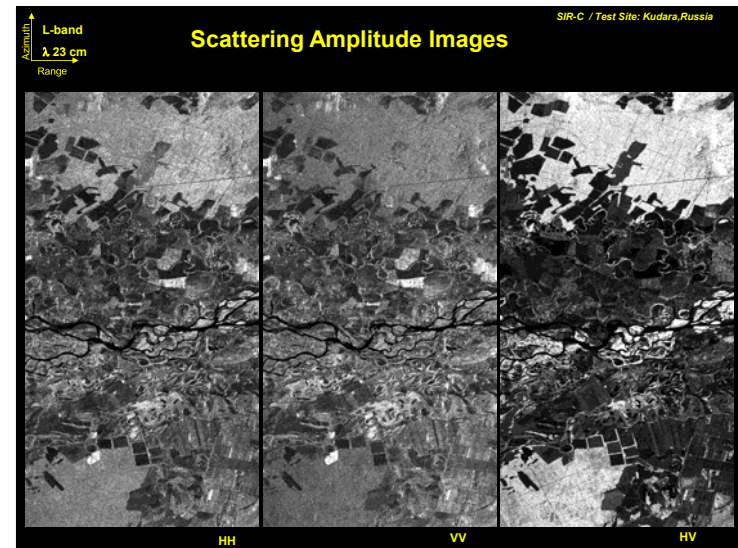 SIR-C / Test Site: Kudara,Russia
L-band
Azimuth
λ 23 cm
Range
Scattering Amplitude Images
HH
VV
HV